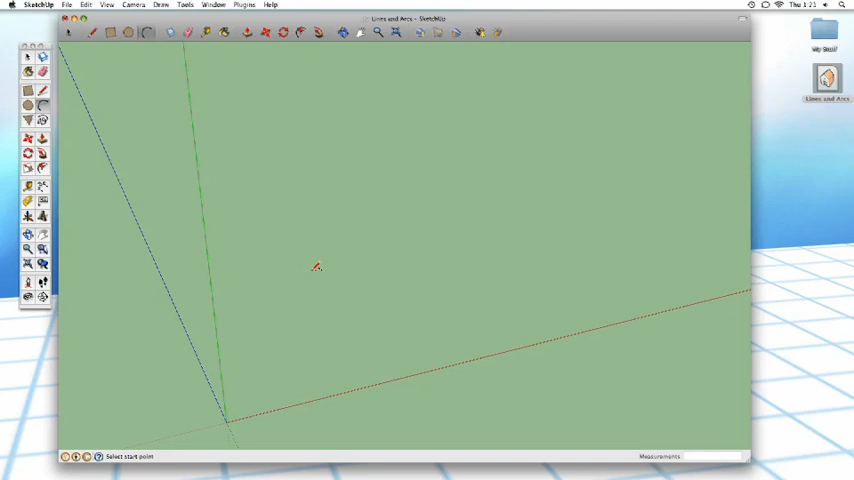 SketchUp File Edit View Camera Draw Tools Window Plugins Help Thu 1:21
Lines and Arcs - SketchUp
My Stuff
Lines and Arcs
Select start point
Measurements